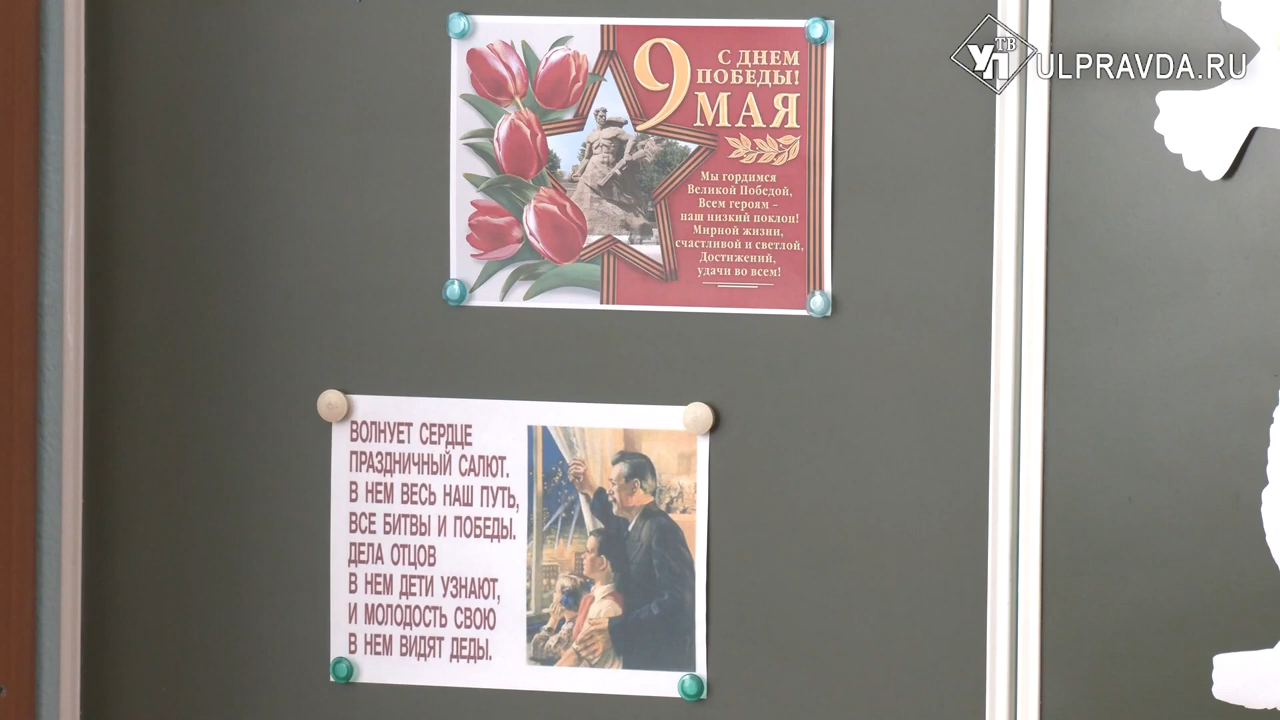 УП ТВ ULPRAVDA.RU
9 МАЯ
С ДНЕМ
ПОБЕДЫ!
Мы гордимся
Великой Победой,
Всем героям –
наш низкий поклон!
Мирной жизни,
счастливой и светлой,
Достижений,
удачи во всем!
ВОЛНУЕТ СЕРДЦЕ
ПРАЗДНИЧНЫЙ САЛЮТ.
В НЕМ ВЕСЬ НАШ ПУТЬ,
ВСЕ БИТВЫ И ПОБЕДЫ.
ДЕЛА ОТЦОВ
В НЕМ ДЕТИ УЗНАЮТ,
И МОЛОДОСТЬ СВОЮ
В НЕМ ВИДЯТ ДЕДЫ.